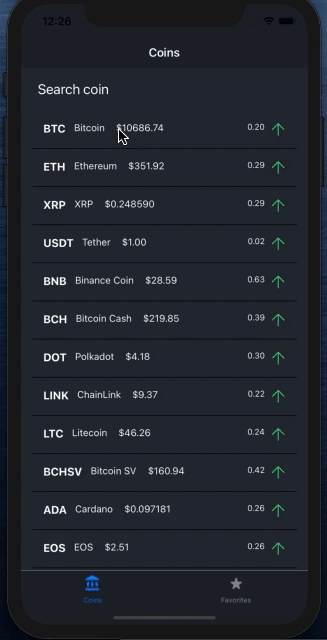 12:26
Coins
Search coin
BTC Bitcoin $10686.74 0.20
ETH Ethereum $351.92 0.29
XRP XRP $0.248590 0.29
USDT Tether $1.00 0.02
BNB Binance Coin $28.59 0.63
BCH Bitcoin Cash $219.85 0.39
DOT Polkadot $4.18 0.30
LINK ChainLink $9.37 0.22
LTC Litecoin $46.26 0.24
BCHSV Bitcoin SV $160.94 0.42
ADA Cardano $0.097181 0.26
EOS EOS $2.51 0.26
Coins Favorites